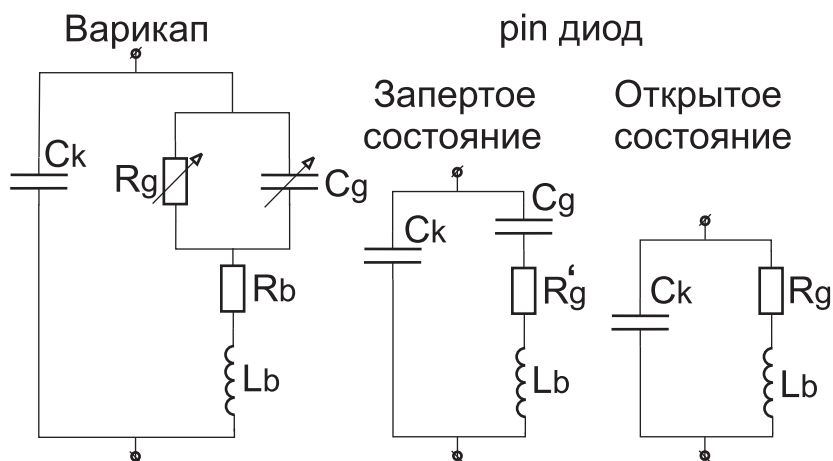 Варикап
pin диод
Запертое
состояние
Открытое
состояние
Ck
Rg
Cg
Rb
Lb
Ck
Cg
R'g
Lb
Ck
Rg
Lb